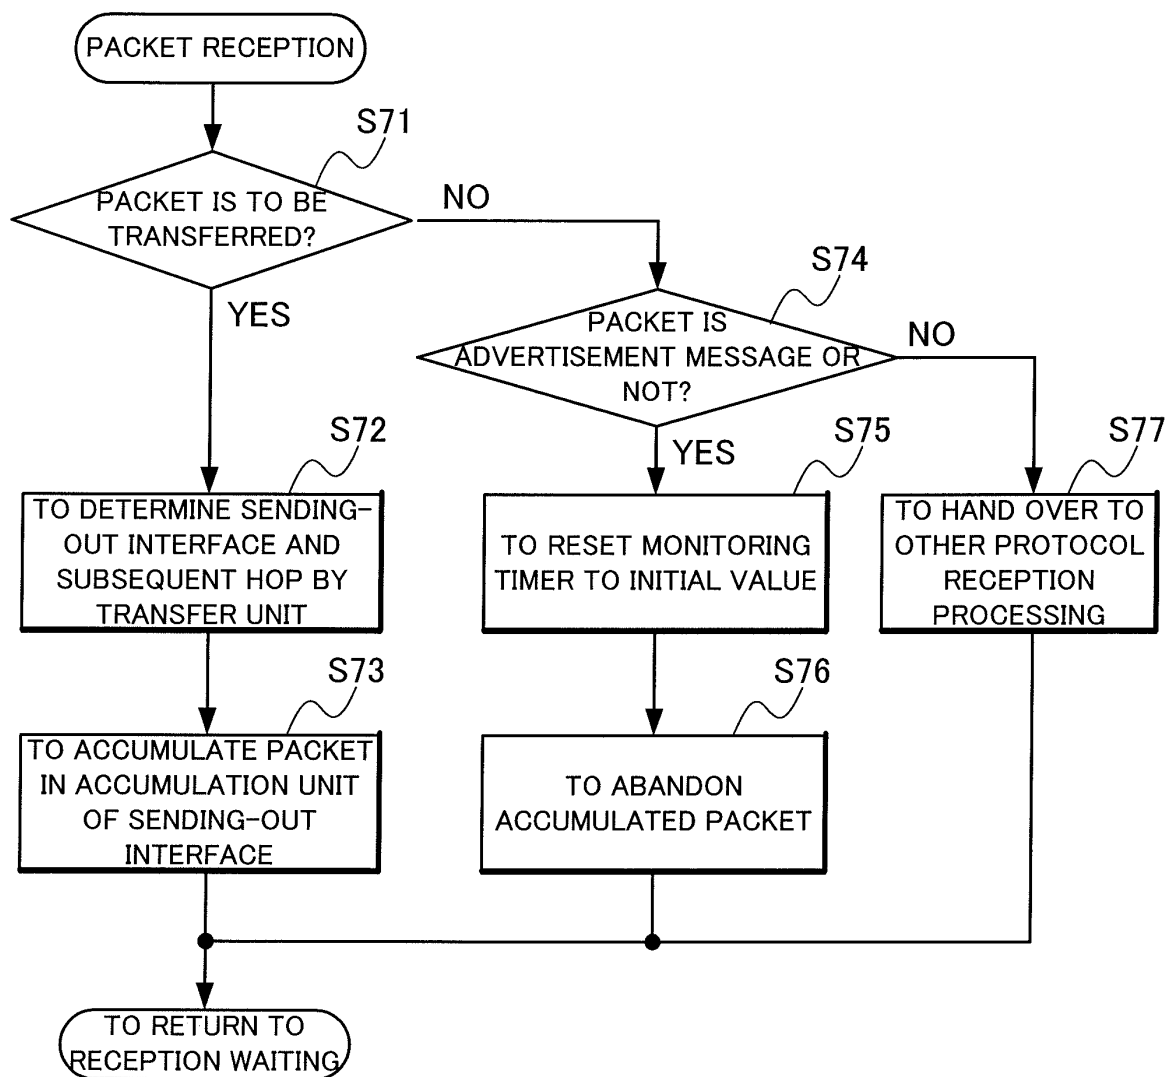 PACKET RECEPTION
S71
PACKET IS TO BE
TRANSFERRED?
NO
YES
S74
PACKET IS
ADVERTISEMENT MESSAGE OR
NOT?
NO
YES
S72
TO DETERMINE SENDING-
OUT INTERFACE AND
SUBSEQUENT HOP BY
TRANSFER UNIT
S75
TO RESET MONITORING
TIMER TO INITIAL VALUE
S77
TO HAND OVER TO
OTHER PROTOCOL
RECEPTION
PROCESSING
S73
TO ACCUMULATE PACKET
IN ACCUMULATION UNIT
OF SENDING-OUT
INTERFACE
S76
TO ABANDON
ACCUMULATED PACKET
TO RETURN TO
RECEPTION WAITING